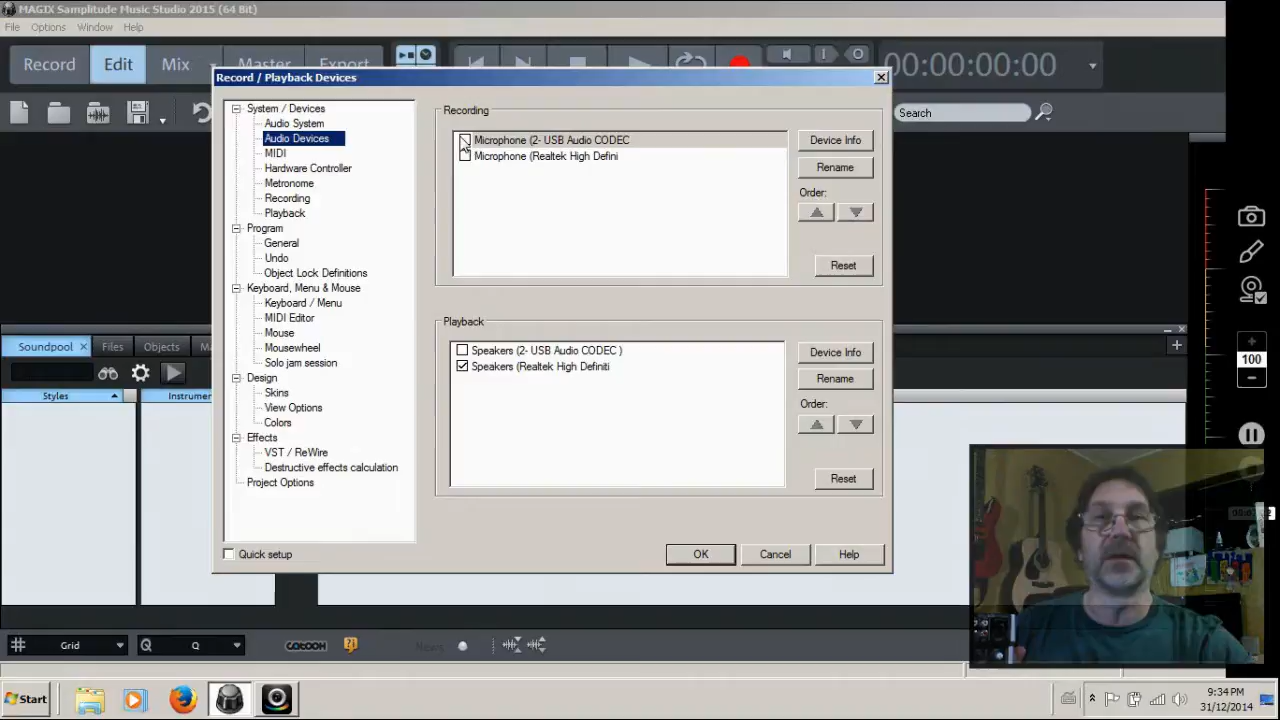 MAGIX Samplitude Music Studio 2015 (64 Bit)
File Options Window Help
Record Edit Mix Master Export
00:00:00:00
Search
Record / Playback Devices
System / Devices
Audio System
Audio Devices
MIDI
Hardware Controller
Metronome
Recording
Playback
Program
General
Undo
Object Lock Definitions
Keyboard, Menu & Mouse
Keyboard / Menu
MIDI Editor
Mouse
Mousewheel
Solo jam session
Design
Skins
View Options
Colors
Effects
VST / ReWire
Destructive effects calculation
Project Options
Quick setup
Recording
Microphone (2- USB Audio CODEC
Microphone (Realtek High Defini
Device Info
Rename
Order:
Reset
Playback
Speakers (2- USB Audio CODEC )
Speakers (Realtek High Definiti
Device Info
Rename
Order:
Reset
OK Cancel Help
Soundpool Files Objects
Styles Instrumer
100
Grid Q Q catooh News
Start
9:34 PM
31/12/2014